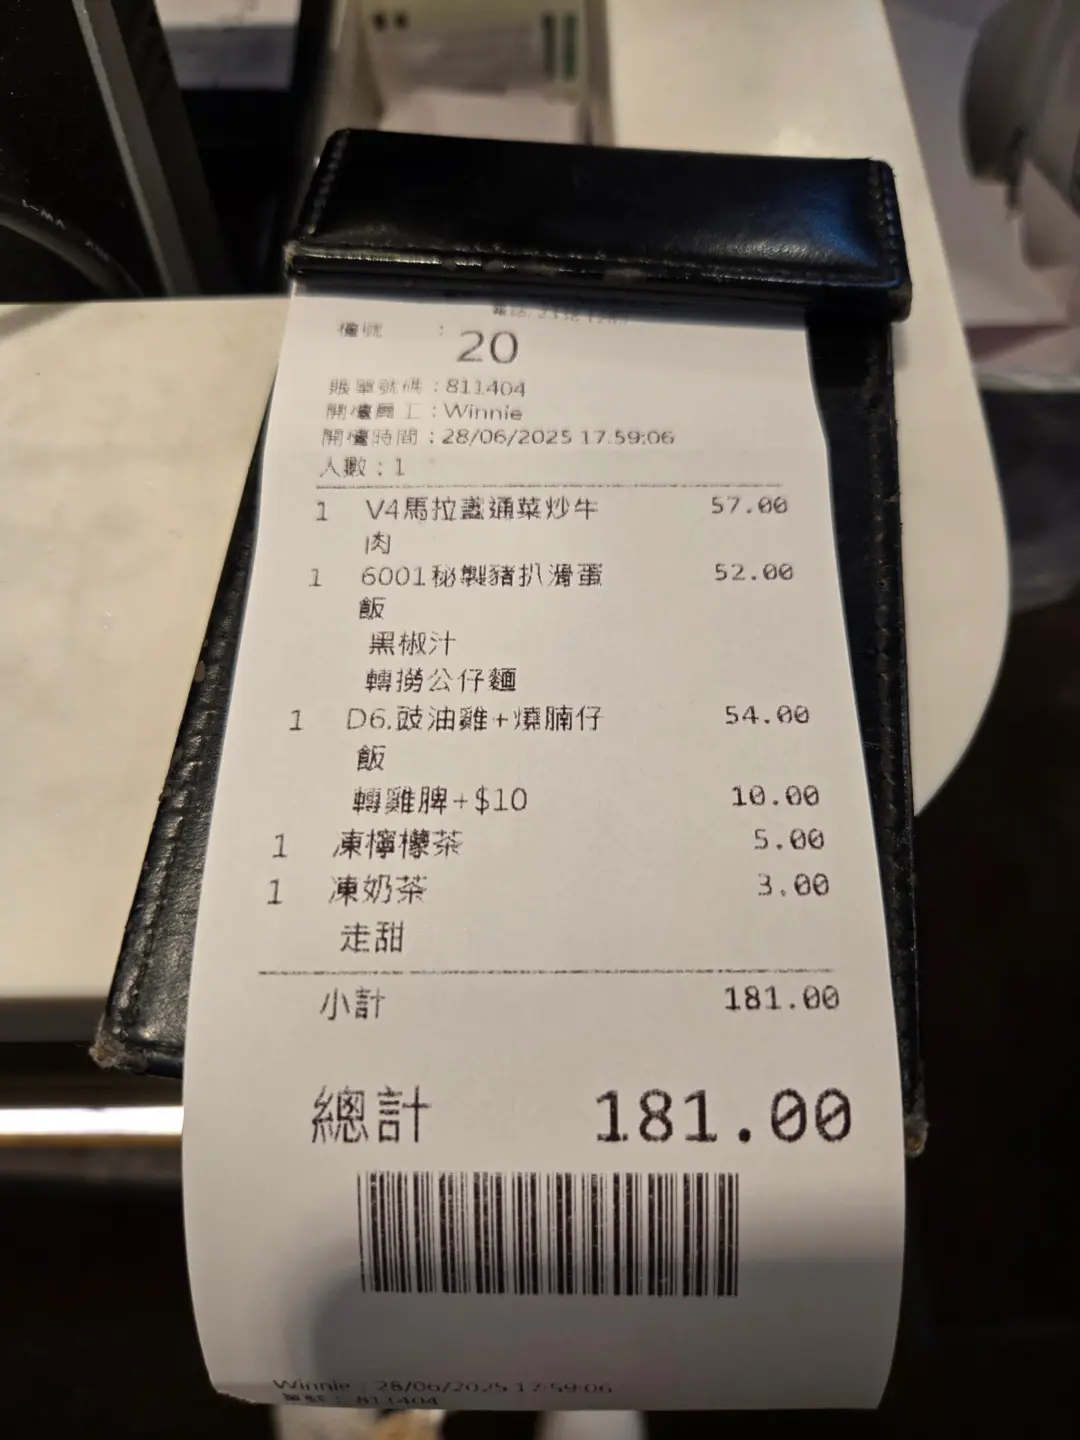 檯號 : 20
賬單號碼 : 811404
開檯員工 : Winnie
開檯時間 : 28/06/2025 17:59:06
人數 : 1
1 V4馬拉盞通菜炒牛 57.00
肉
1 6001秘製豬扒滑蛋 52.00
飯
黑椒汁
轉撈公仔麵
1 D6.豉油雞+燒腩仔 54.00
飯
轉雞脾+$10 10.00
1 凍檸檬茶 5.00
1 凍奶茶 3.00
走甜
小計 181.00
總計 181.00
Winnie : 28/06/2025 17:59:06
單號 : 811404